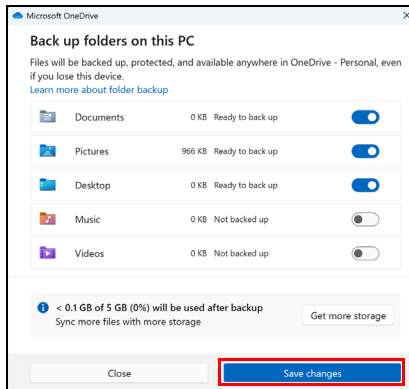 Microsoft OneDrive
Back up folders on this PC
Files will be backed up, protected, and available anywhere in OneDrive - Personal, even
if you lose this device.
Learn more about folder backup
Documents 0 KB Ready to back up
Pictures 966 KB Ready to back up
Desktop 0 KB Ready to back up
Music 0 KB Not backed up
Videos 0 KB Not backed up
< 0.1 GB of 5 GB (0%) will be used after backup
Sync more files with more storage
Get more storage
Close Save changes